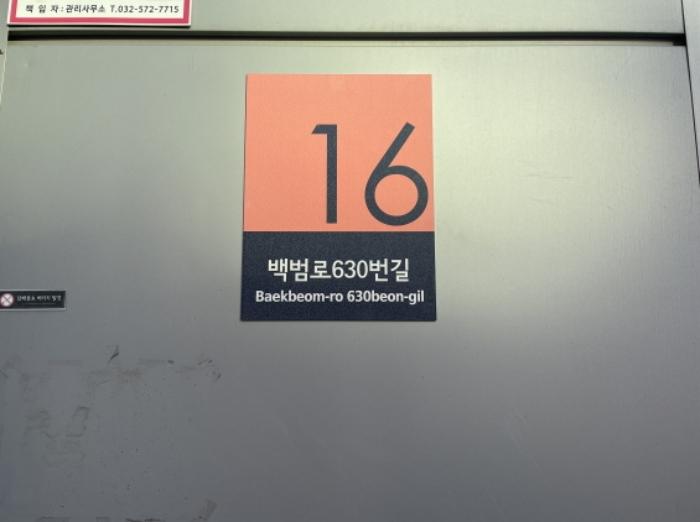 책 임 자 : 관리사무소 T.032-572-7715
16
백범로630번길
Baekbeom-ro 630beon-gil